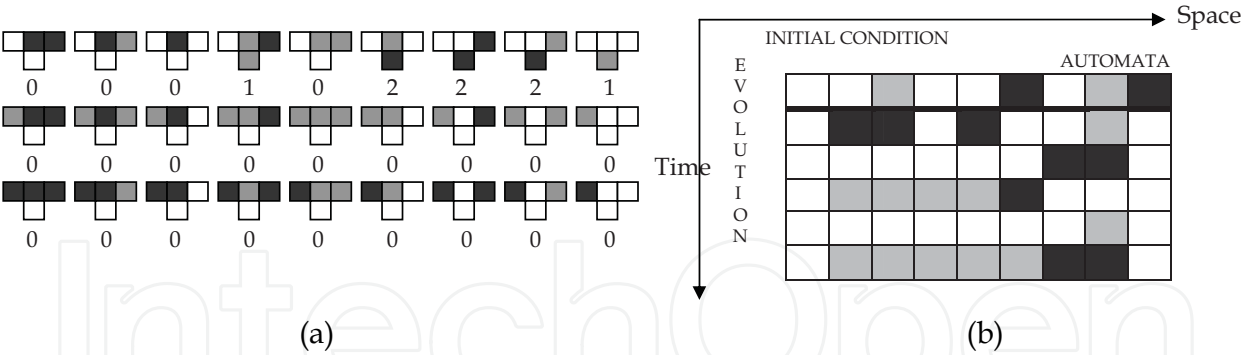 0 0 0 1 0 2 2 2 1
0 0 0 0 0 0 0 0 0
0 0 0 0 0 0 0 0 0
(a)
Space
INITIAL CONDITION
AUTOMATA
EVOLUTION
Time
(b)
IntechOpen